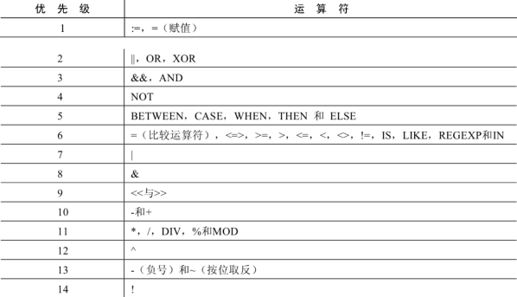 优 先 级 运 算 符
1 :=，=（赋值）
2 ||，OR，XOR
3 &&，AND
4 NOT
5 BETWEEN，CASE，WHEN，THEN 和 ELSE
6 =（比较运算符），<=>，>=，>，<=，<，<>，!=，IS，LIKE，REGEXP和IN
7 |
8 &
9 <<与>>
10 -和+
11 *，/，DIV，%和MOD
12 ^
13 -（负号）和~（按位取反）
14 !